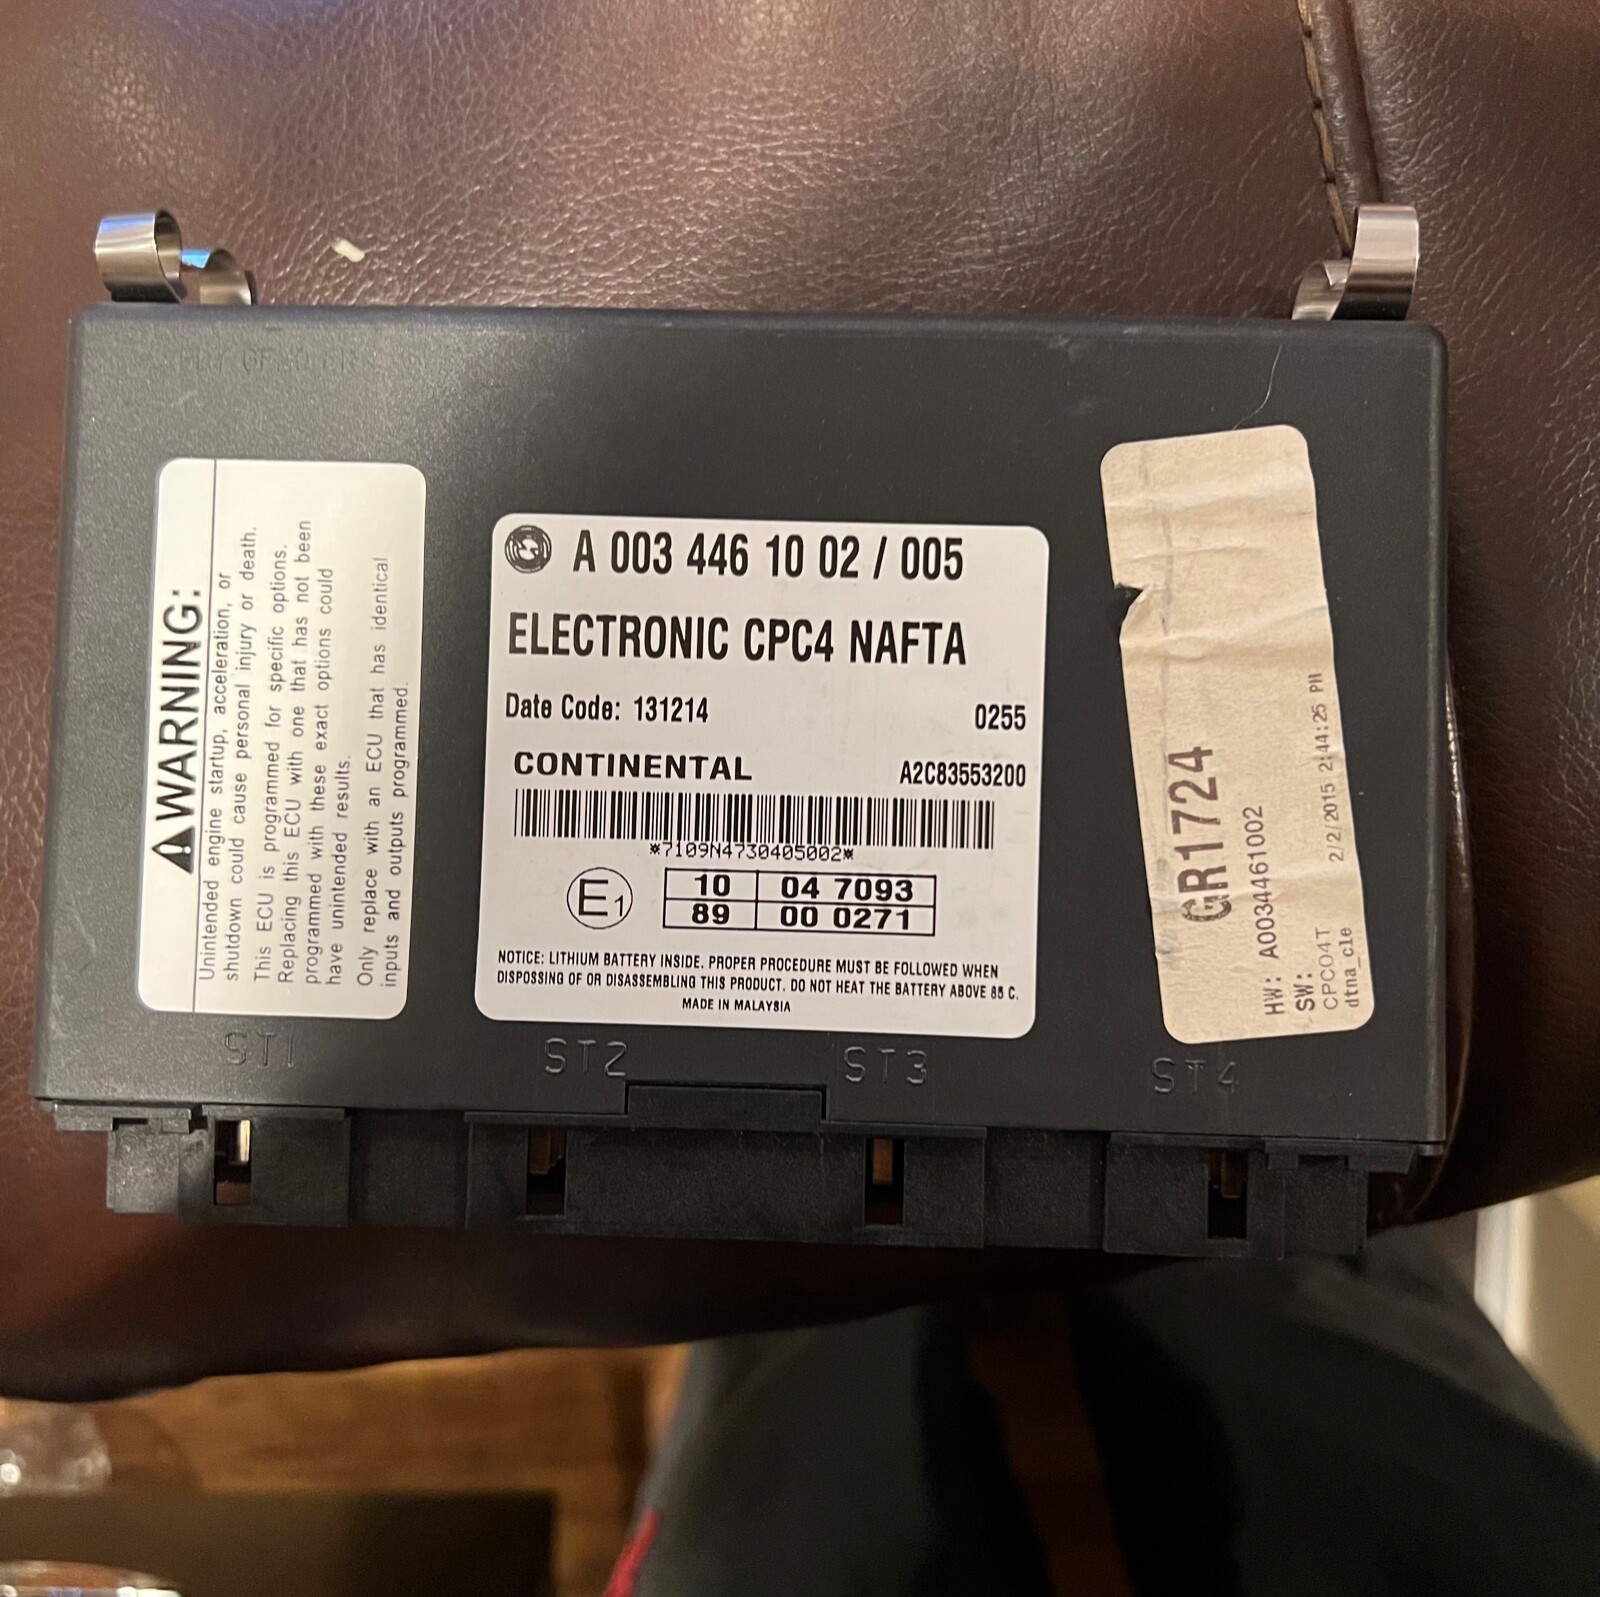 WARNING:
Unintended engine startup, acceleration, or
shutdown could cause personal injury or death.
This ECU is programmed for specific options.
Replacing this ECU with one that has not been
programmed with these exact options could
have unintended results.
Only replace with an ECU that has identical
inputs and outputs programmed.
A 003 446 10 02 / 005
ELECTRONIC CPC4 NAFTA
Date Code: 131214 0255
CONTINENTAL A2C83553200
*7109N4730405002*
E1
10 04 7093
89 00 0271
NOTICE: LITHIUM BATTERY INSIDE. PROPER PROCEDURE MUST BE FOLLOWED WHEN
DISPOSSING OF OR DISASSEMBLING THIS PRODUCT. DO NOT HEAT THE BATTERY ABOVE 85 C.
MADE IN MALAYSIA
GR1724
HW: A0034461002
SW:
CPC04T 2/2/2015 2:44:25 PM
dtna_cle
ST1 ST2 ST3 ST4